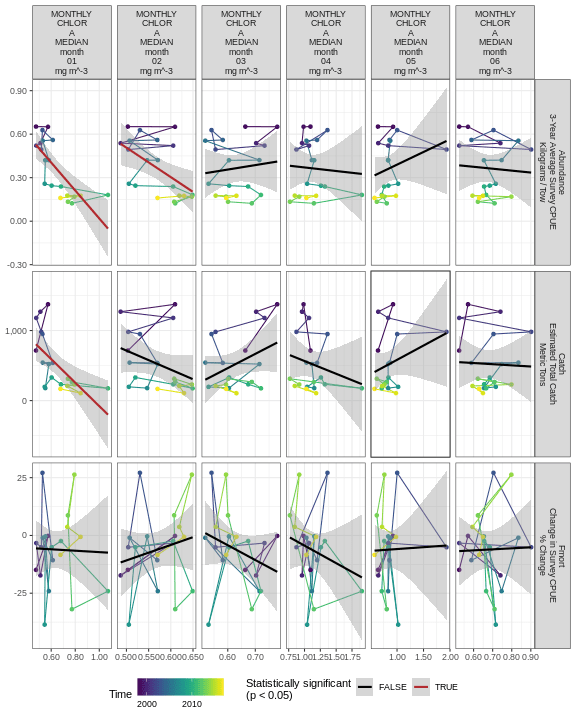 MONTHLY MONTHLY MONTHLY MONTHLY MONTHLY MONTHLY
CHLOR CHLOR CHLOR CHLOR CHLOR CHLOR
A A A A A A
MEDIAN MEDIAN MEDIAN MEDIAN MEDIAN MEDIAN
month month month month month month
01 02 03 04 05 06
mg m^-3 mg m^-3 mg m^-3 mg m^-3 mg m^-3 mg m^-3
0.90
0.60
0.30
0.00
-0.30
Abundance
3-Year Average Survey CPUE
Kilograms / Tow
1,000
0
Catch
Estimated Total Catch
Metric Tons
25
0
-25
Fmort
Change in Survey CPUE
% Change
0.60 0.80 1.00 0.500 0.550 0.600 0.650 0.60 0.70 0.75 1.00 1.25 1.50 1.75 1.00 1.50 2.00 0.60 0.70 0.80 0.90
Time
2000 2010
Statistically significant
(p < 0.05)
FALSE TRUE